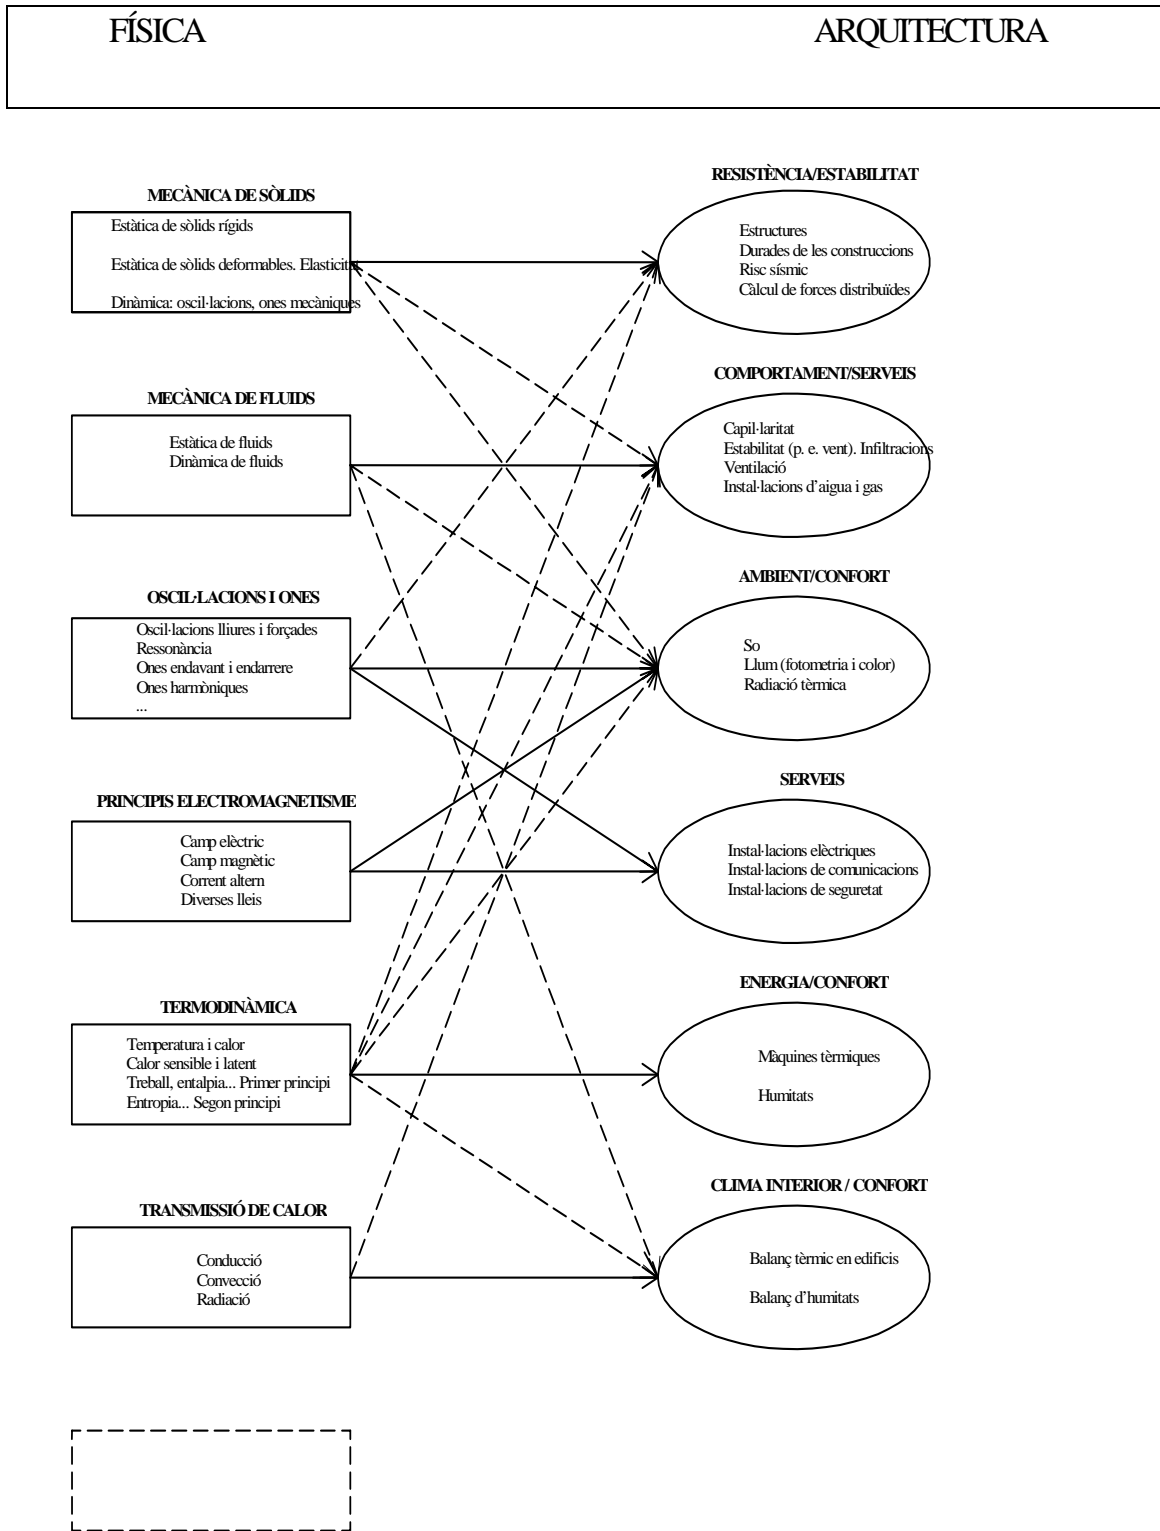 FÍSICA
ARQUITECTURA
MECÀNICA DE SÒLIDS
Estàtica de sòlids rígids
Estàtica de sòlids deformables. Elasticitat
Dinàmica: oscil·lacions, ones mecàniques
RESISTÈNCIA/ESTABILITAT
Estructures
Durades de les construccions
Risc sísmic
Càlcul de forces distribuïdes
MECÀNICA DE FLUIDS
Estàtica de fluids
Dinàmica de fluids
COMPORTAMENT/SERVEIS
Capil·laritat
Estabilitat (p. e. vent). Infiltracions
Ventilació
Instal·lacions d'aigua i gas
OSCIL·LACIONS I ONES
Oscil·lacions lliures i forçades
Ressonància
Ones endavant i endarrere
Ones harmòniques
...
AMBIENT/CONFORT
So
Llum (fotometria i color)
Radiació tèrmica
PRINCIPIS ELECTROMAGNETISME
Camp elèctric
Camp magnètic
Corrent altern
Diverses lleis
SERVEIS
Instal·lacions elèctriques
Instal·lacions de comunicacions
Instal·lacions de seguretat
TERMODINÀMICA
Temperatura i calor
Calor sensible i latent
Treball, entalpia... Primer principi
Entropia... Segon principi
ENERGIA/CONFORT
Màquines tèrmiques
Humitats
TRANSMISSIÓ DE CALOR
Conducció
Convecció
Radiació
CLIMA INTERIOR / CONFORT
Balanç tèrmic en edificis
Balanç d'humitats